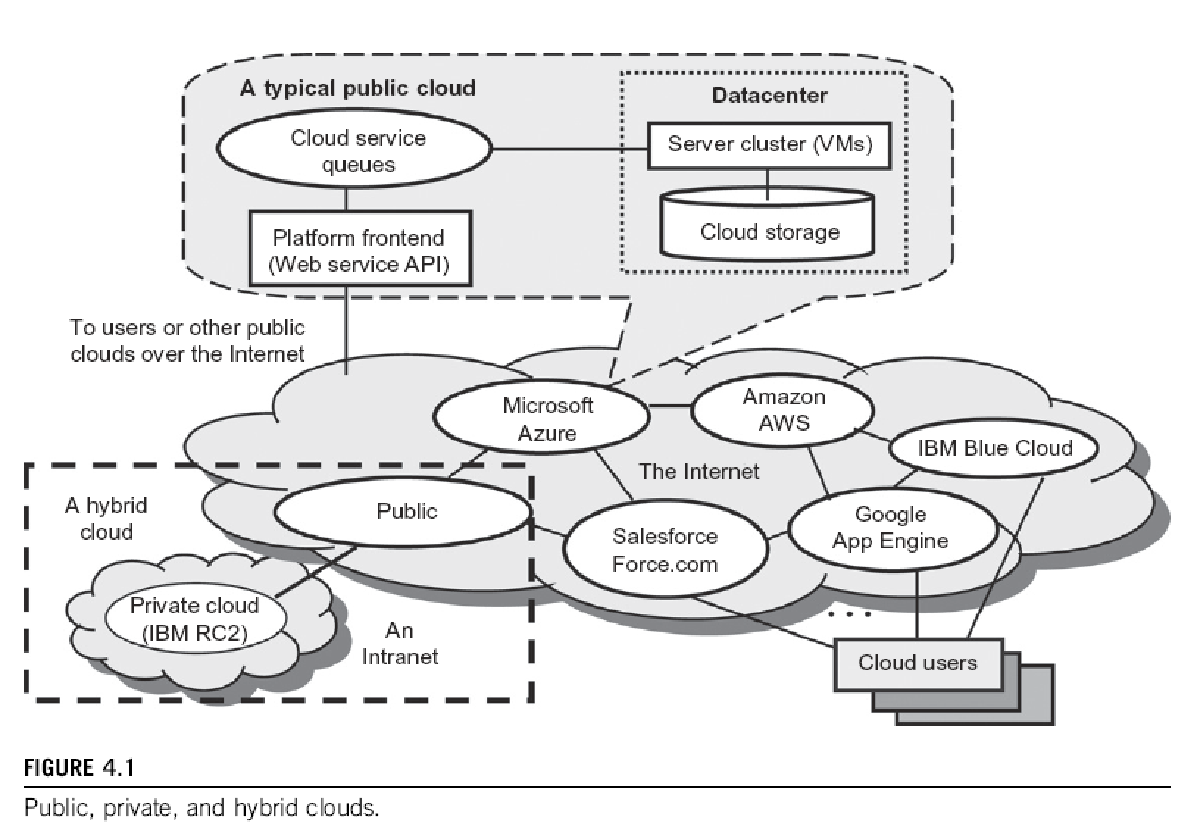 A typical public cloud
Datacenter
Cloud service
queues
Server cluster (VMs)
Cloud storage
Platform frontend
(Web service API)
To users or other public
clouds over the Internet
Microsoft
Azure
Amazon
AWS
IBM Blue Cloud
The Internet
A hybrid
cloud
Public
Salesforce
Force.com
Google
App Engine
Private cloud
(IBM RC2)
An
Intranet
...
Cloud users
FIGURE 4.1
Public, private, and hybrid clouds.